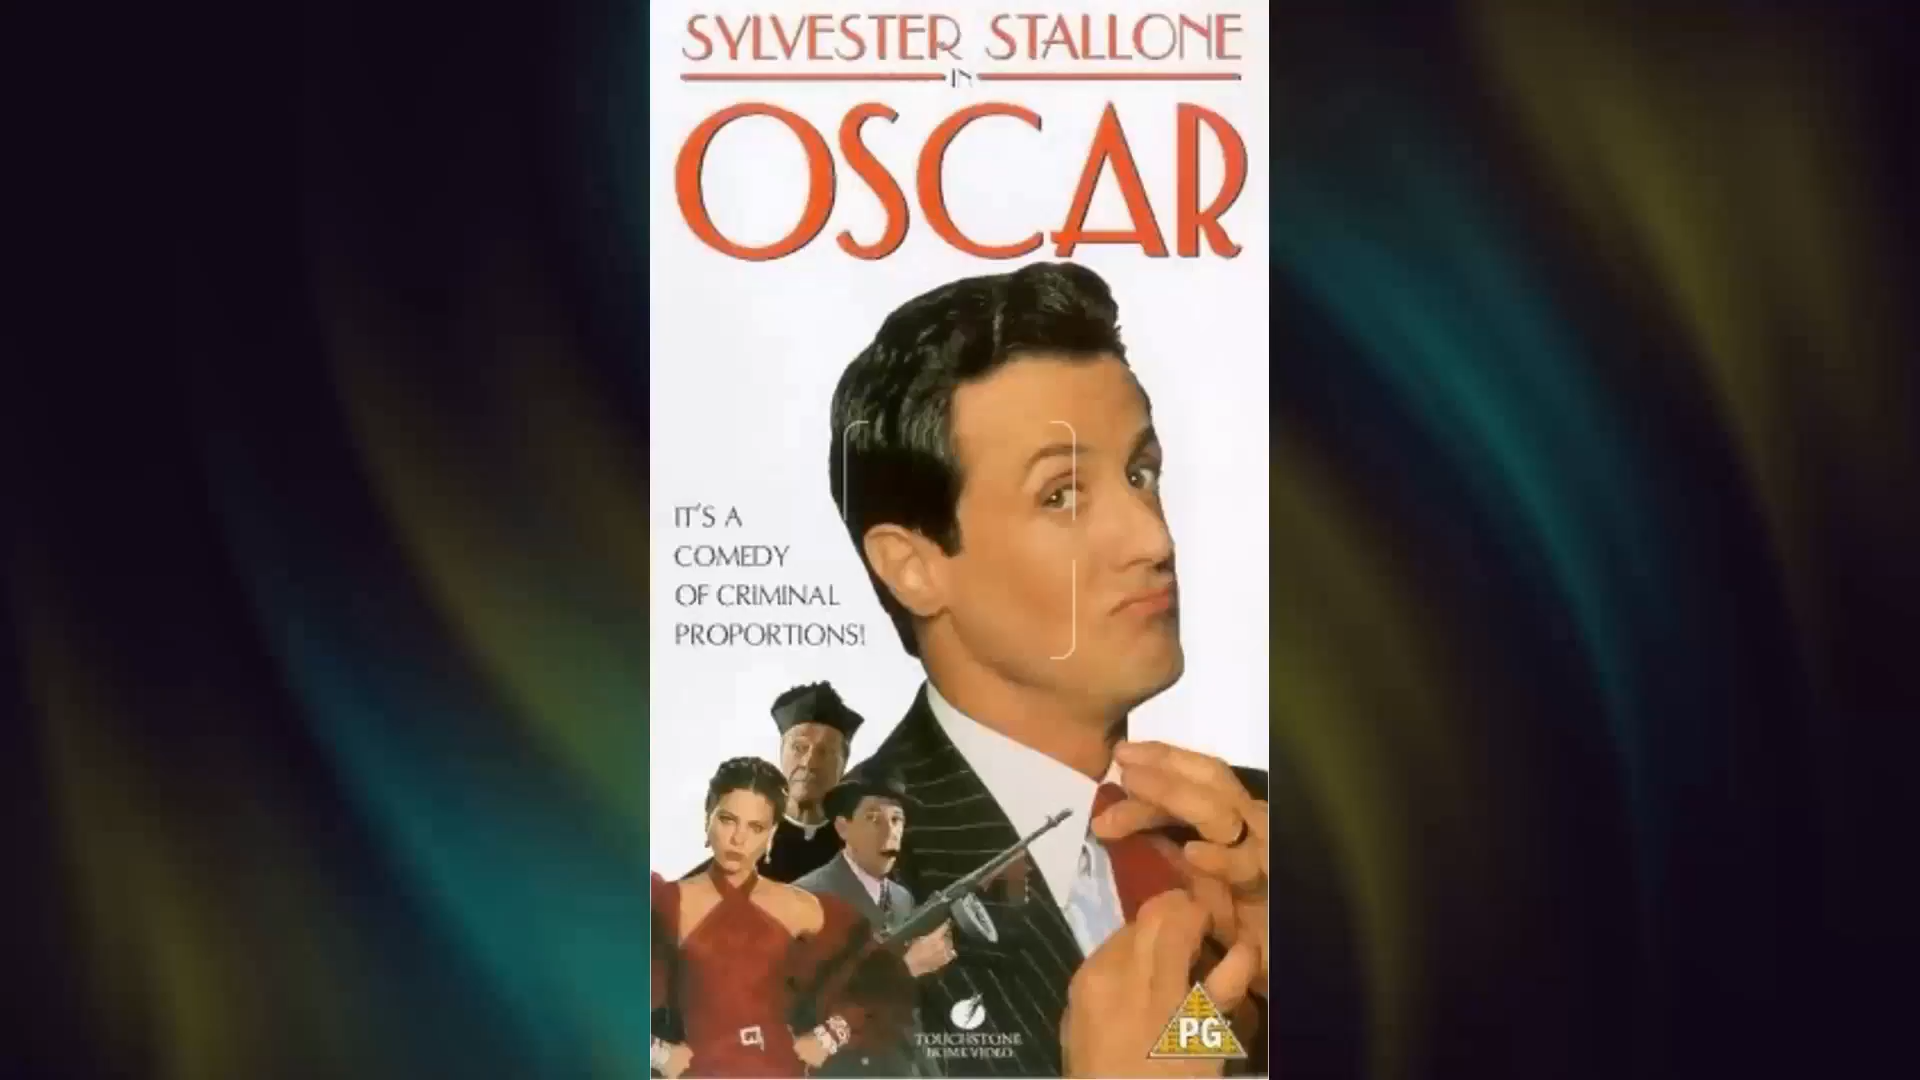 SYLVESTER STALLONE
IN
OSCAR
IT'S A
COMEDY
OF CRIMINAL
PROPORTIONS!
TOUCHSTONE
HOME VIDEO
PG